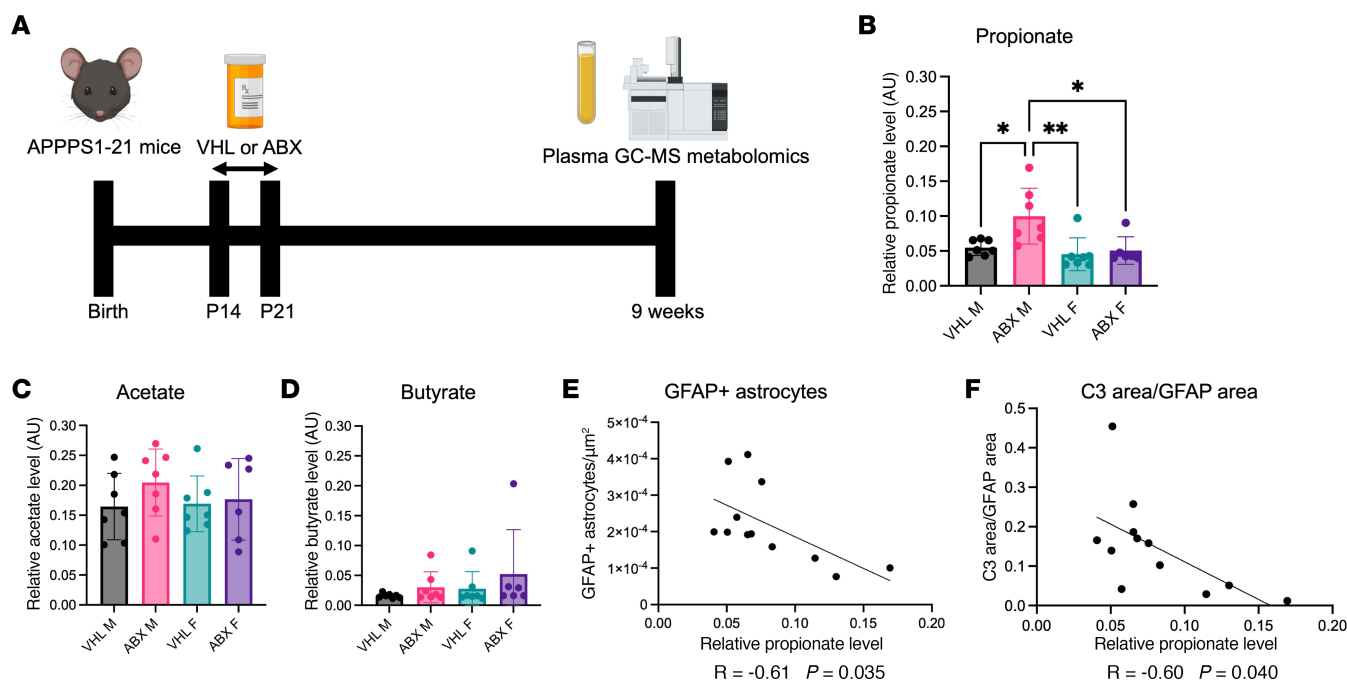 A
APPPS1-21 mice
Rx
VHL or ABX
Plasma GC-MS metabolomics
Birth
P14
P21
9 weeks
B
Propionate
Relative propionate level (AU)
0.30
0.25
0.20
0.15
0.10
0.05
0.00
*
**
*
VHL M
ABX M
VHL F
ABX F
C
Acetate
Relative acetate level (AU)
0.30
0.25
0.20
0.15
0.10
0.05
0.00
VHL M
ABX M
VHL F
ABX F
D
Butyrate
Relative butyrate level (AU)
0.30
0.25
0.20
0.15
0.10
0.05
0.00
VHL M
ABX M
VHL F
ABX F
E
GFAP+ astrocytes
GFAP+ astrocytes/μm²
5×10⁻⁴
4×10⁻⁴
3×10⁻⁴
2×10⁻⁴
1×10⁻⁴
0
0.00
0.05
0.10
0.15
0.20
Relative propionate level
R = -0.61 P = 0.035
F
C3 area/GFAP area
C3 area/GFAP area
0.5
0.4
0.3
0.2
0.1
0.0
0.00
0.05
0.10
0.15
0.20
Relative propionate level
R = -0.60 P = 0.040